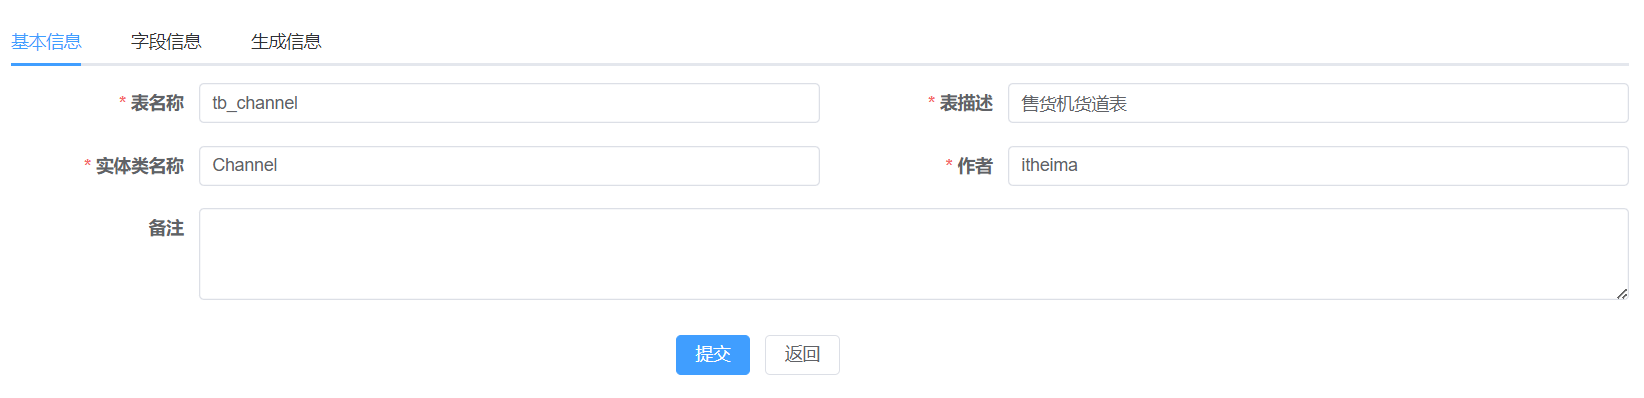 基本信息 字段信息 生成信息
* 表名称 tb_channel * 表描述 售货机货道表
* 实体类名称 Channel * 作者 itheima
备注
提交 返回